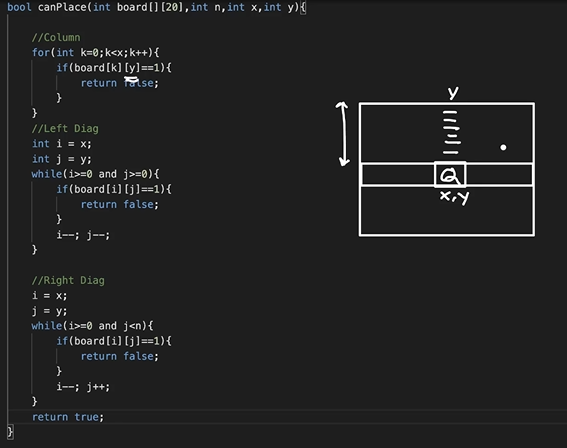 bool canPlace(int board[][20],int n,int x,int y){
//Column
for(int k=0;k<x;k++){
if(board[k][y]==1){
return false;
}
}
//Left Diag
int i = x;
int j = y;
while(i>=0 and j>=0){
if(board[i][j]==1){
return false;
}
i--; j--;
}
//Right Diag
i = x;
j = y;
while(i>=0 and j<n){
if(board[i][j]==1){
return false;
}
i--; j++;
}
return true;
}
y
Q
x,y